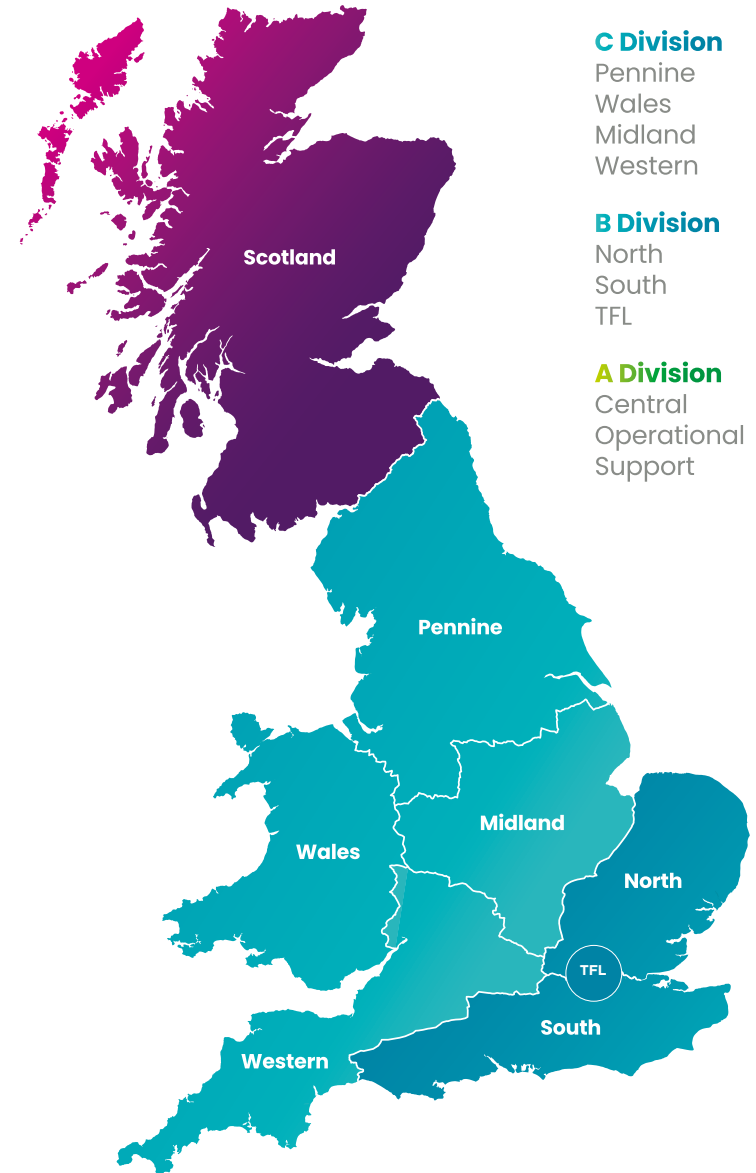 C Division
Pennine
Wales
Midland
Western
B Division
North
South
TFL
A Division
Central
Operational
Support
Scotland
Pennine
Midland
Wales
North
TFL
South
Western